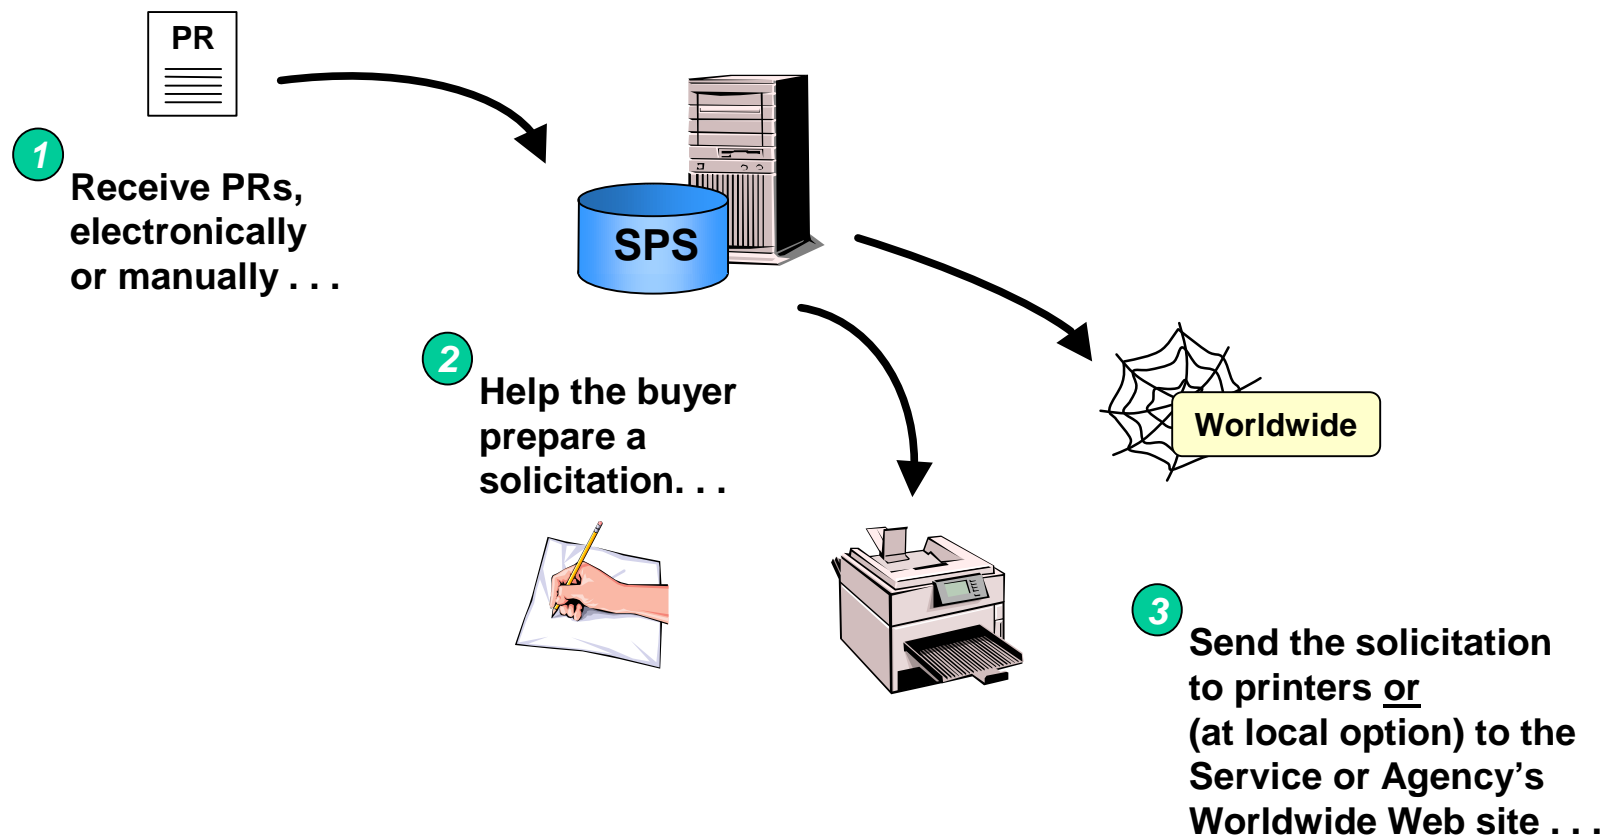 PR
1
Receive PRs,
electronically
or manually . . .
SPS
2
Help the buyer
prepare a
solicitation. . .
Worldwide
3
Send the solicitation
to printers or
(at local option) to the
Service or Agency’s
Worldwide Web site . . .